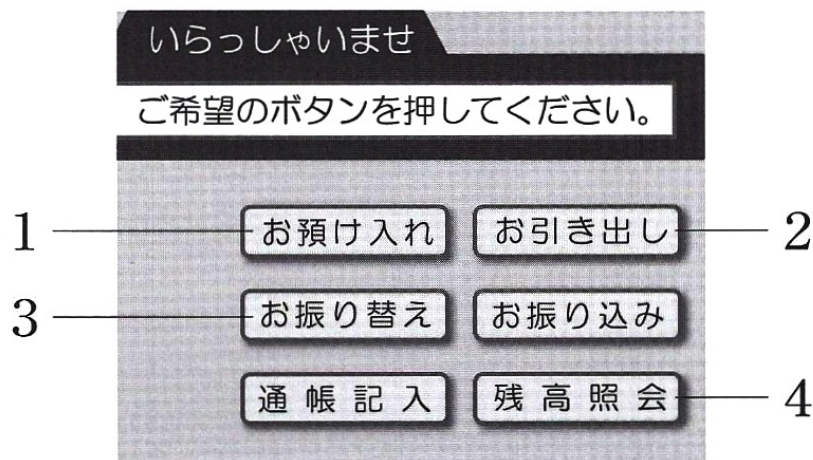 いらっしゃいませ
ご希望のボタンを押してください。
1 お預け入れ お引き出し 2
3 お振り替え お振り込み
通帳記入 残高照会 4